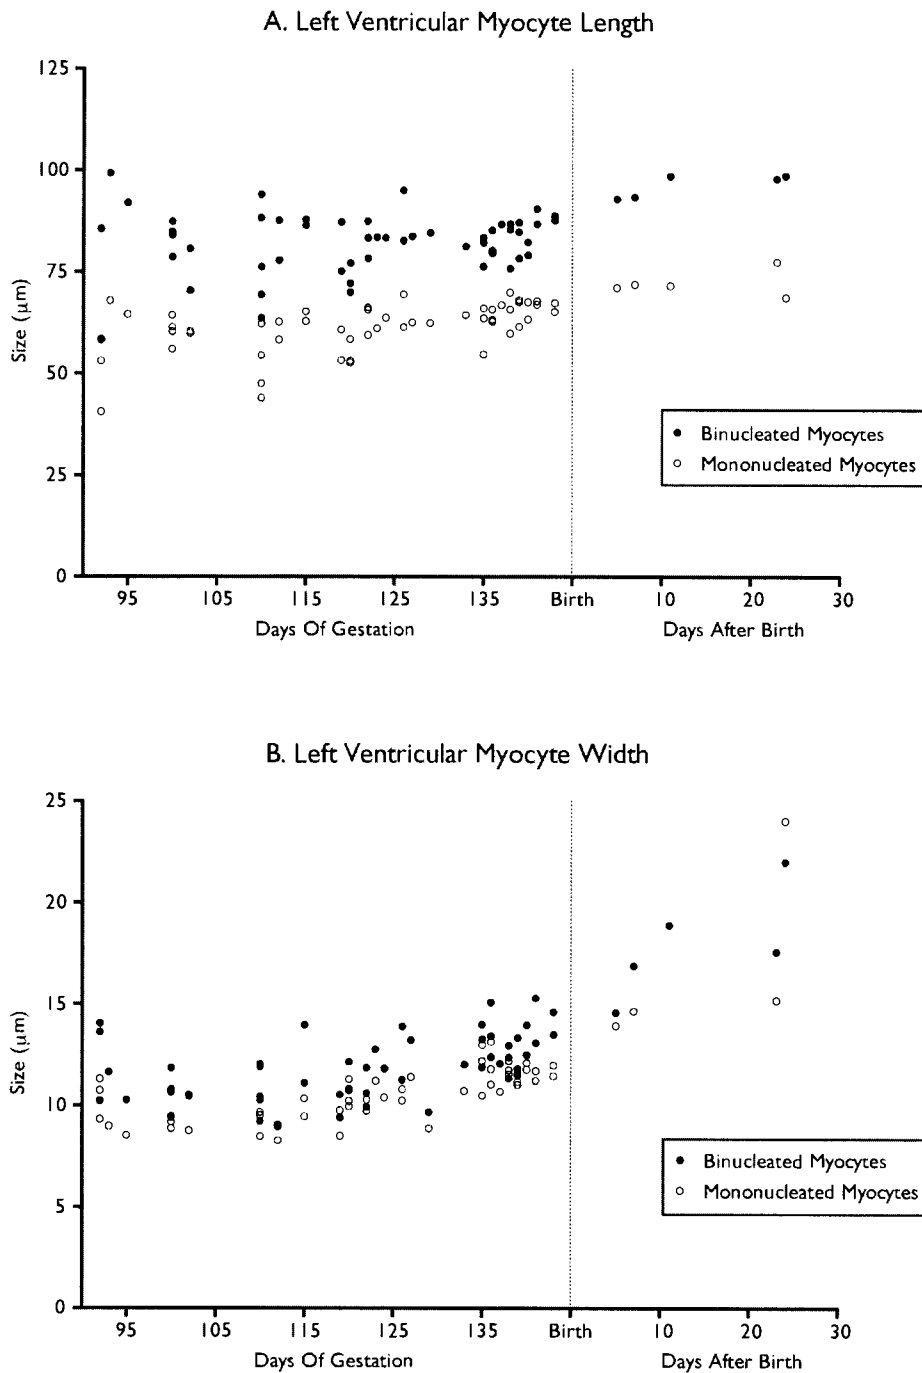 A. Left Ventricular Myocyte Length
125
100
75
50
25
0
Size (μm)
Binucleated Myocytes
Mononucleated Myocytes
95 105 115 125 135 Birth 10 20 30
Days Of Gestation Days After Birth
B. Left Ventricular Myocyte Width
25
20
15
10
5
0
Size (μm)
Binucleated Myocytes
Mononucleated Myocytes
95 105 115 125 135 Birth 10 20 30
Days Of Gestation Days After Birth